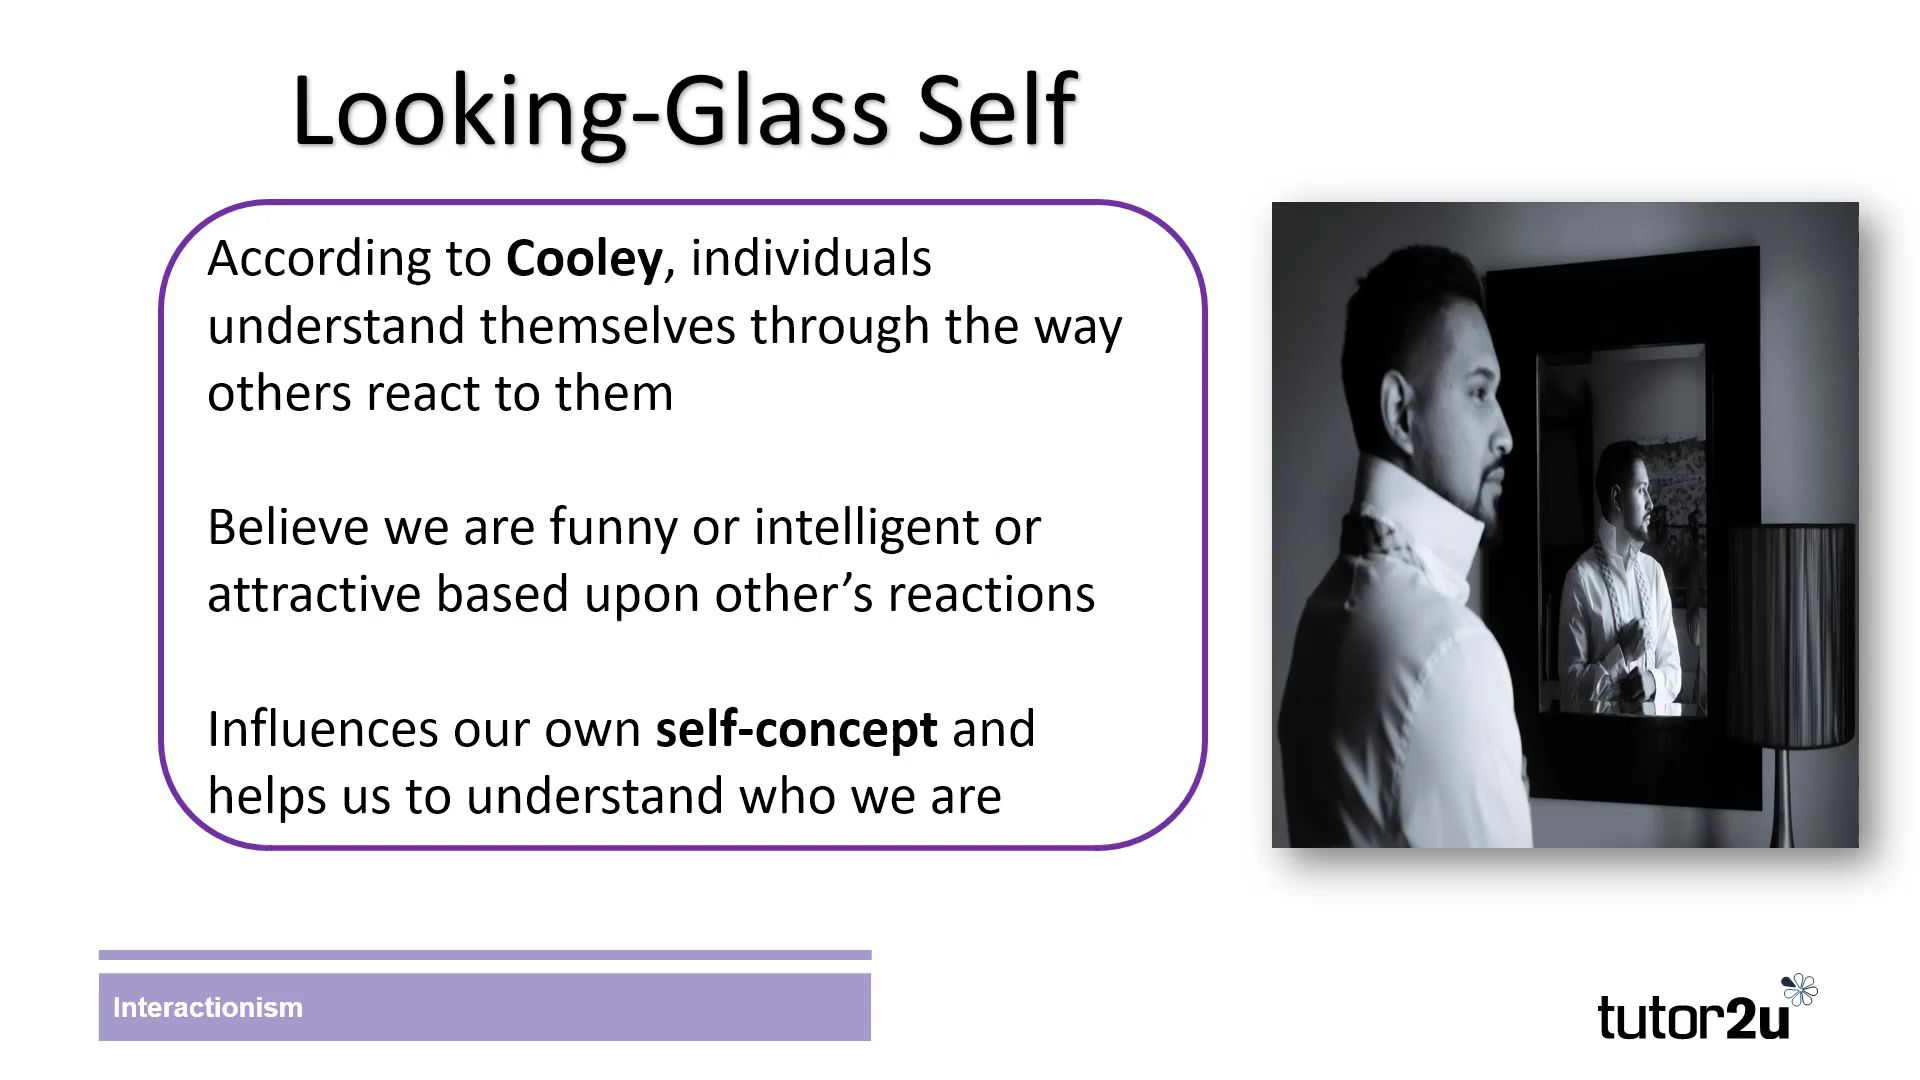 Looking-Glass Self
According to Cooley, individuals
understand themselves through the way
others react to them
Believe we are funny or intelligent or
attractive based upon other’s reactions
Influences our own self-concept and
helps us to understand who we are
Interactionism
tutor2u